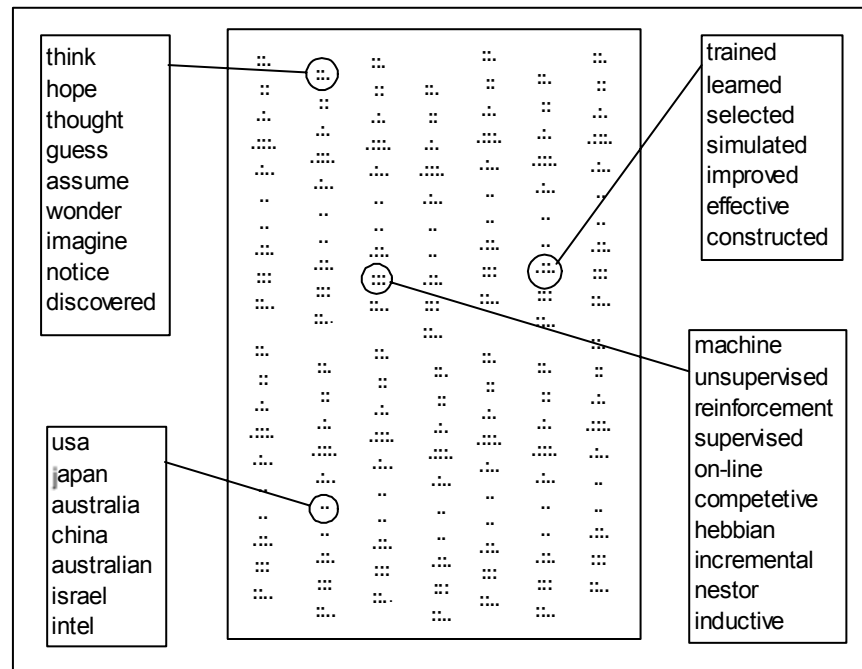 think
hope
thought
guess
assume
wonder
imagine
notice
discovered
trained
learned
selected
simulated
improved
effective
constructed
usa
japan
australia
china
australian
israel
intel
machine
unsupervised
reinforcement
supervised
on-line
competetive
hebbian
incremental
nestor
inductive